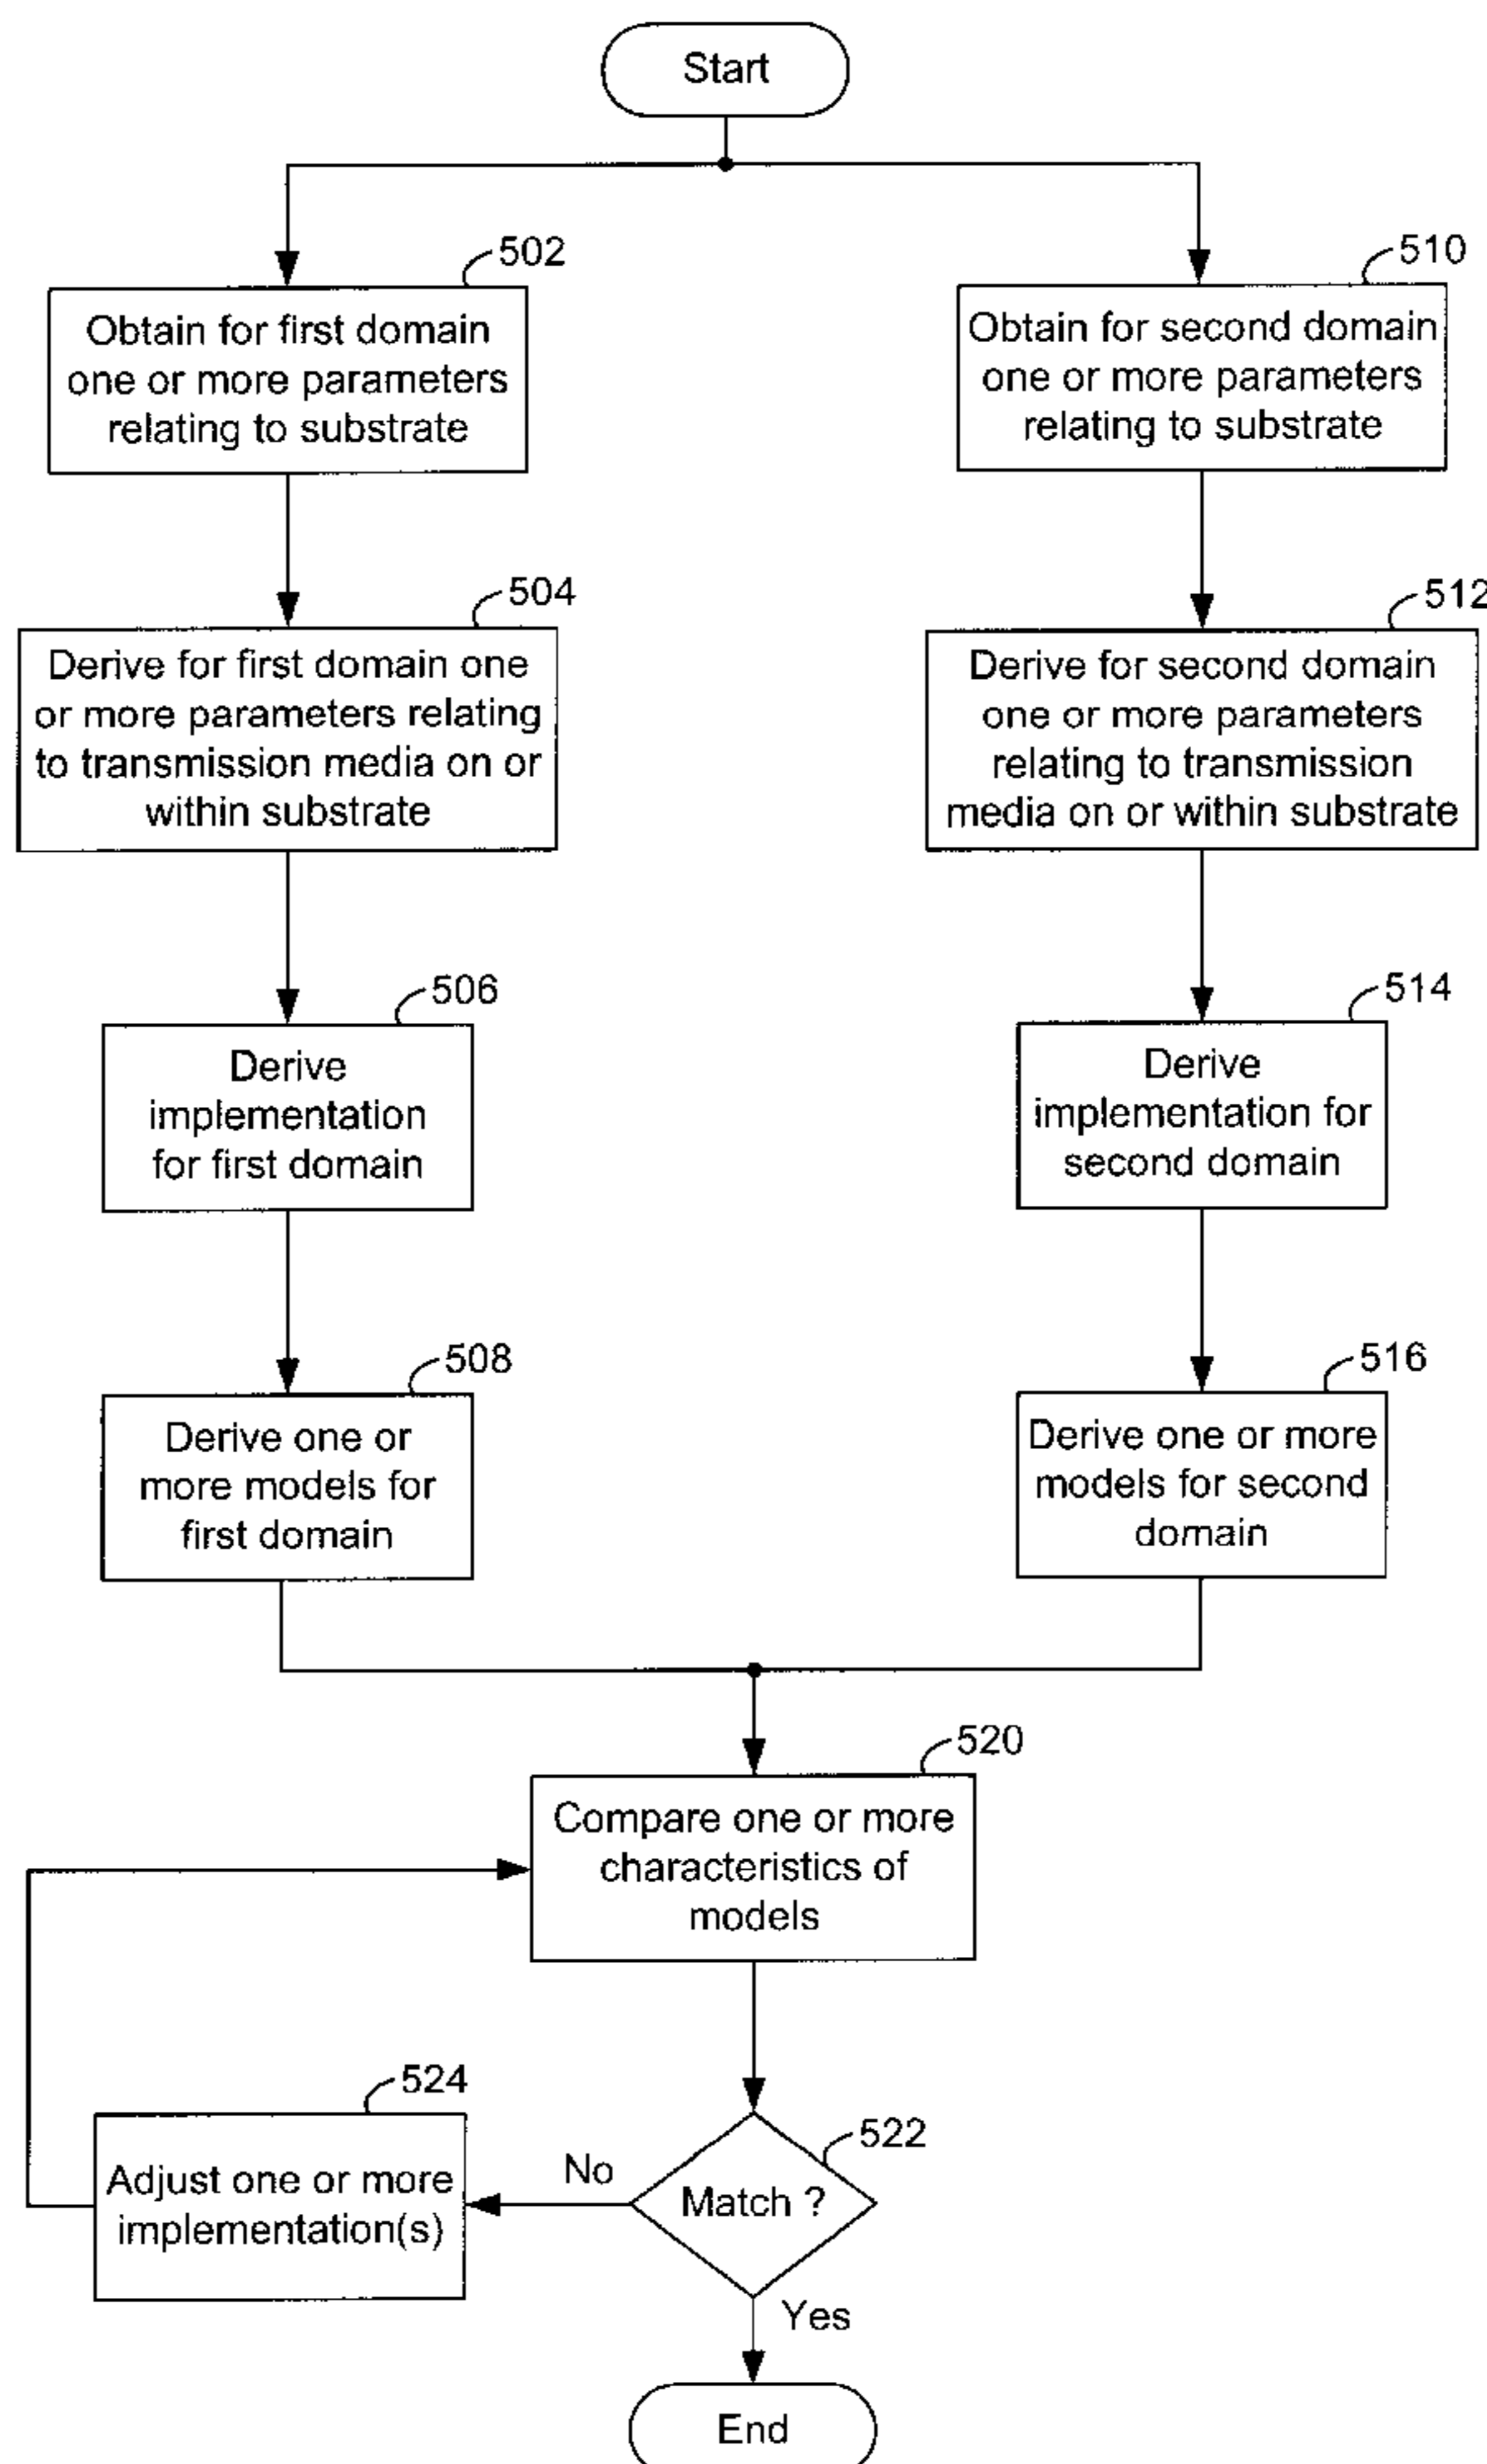 Start
502
Obtain for first domain
one or more parameters
relating to substrate
510
Obtain for second domain
one or more parameters
relating to substrate
504
Derive for first domain one
or more parameters relating
to transmission media on or
within substrate
512
Derive for second domain
one or more parameters
relating to transmission
media on or within substrate
506
Derive
implementation
for first domain
514
Derive
implementation for
second domain
508
Derive one or
more models for
first domain
516
Derive one or more
models for second
domain
520
Compare one or more
characteristics of
models
524
Adjust one or more
implementation(s)
No
522
Match ?
Yes
End